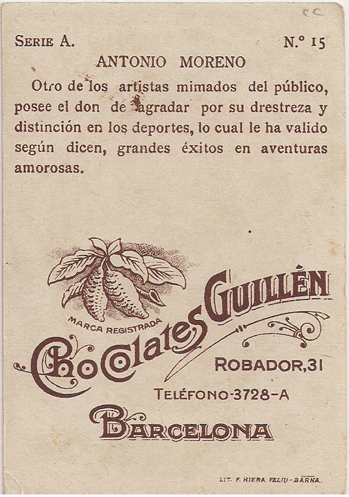 cc
SERIE A. N.º 15
ANTONIO MORENO
Otro de los artistas mimados del público,
posee el don de agradar por su drestreza y
distinción en los deportes, lo cual le ha valido
según dicen, grandes éxitos en aventuras
amorosas.
MARCA REGISTRADA
CHOCOLATES GUILLÉN
ROBADOR, 31
TELÉFONO-3728-A
BARCELONA
LIT. F. HIERA FELIU-BARNA.